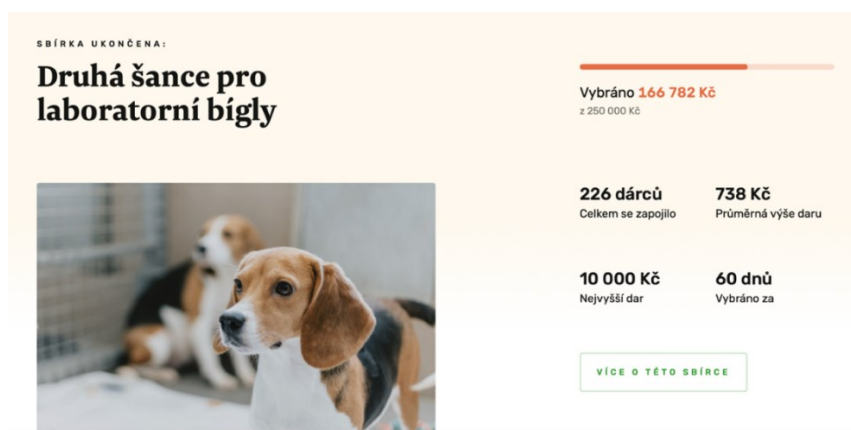 SBÍRKA UKONČENA:
Druhá šance pro
laboratorní bígly
Vybráno 166 782 Kč
z 250 000 Kč
226 dárců
Celkem se zapojilo
738 Kč
Průměrná výše daru
10 000 Kč
Nejvyšší dar
60 dnů
Vybráno za
VÍCE O TÉTO SBÍRCE